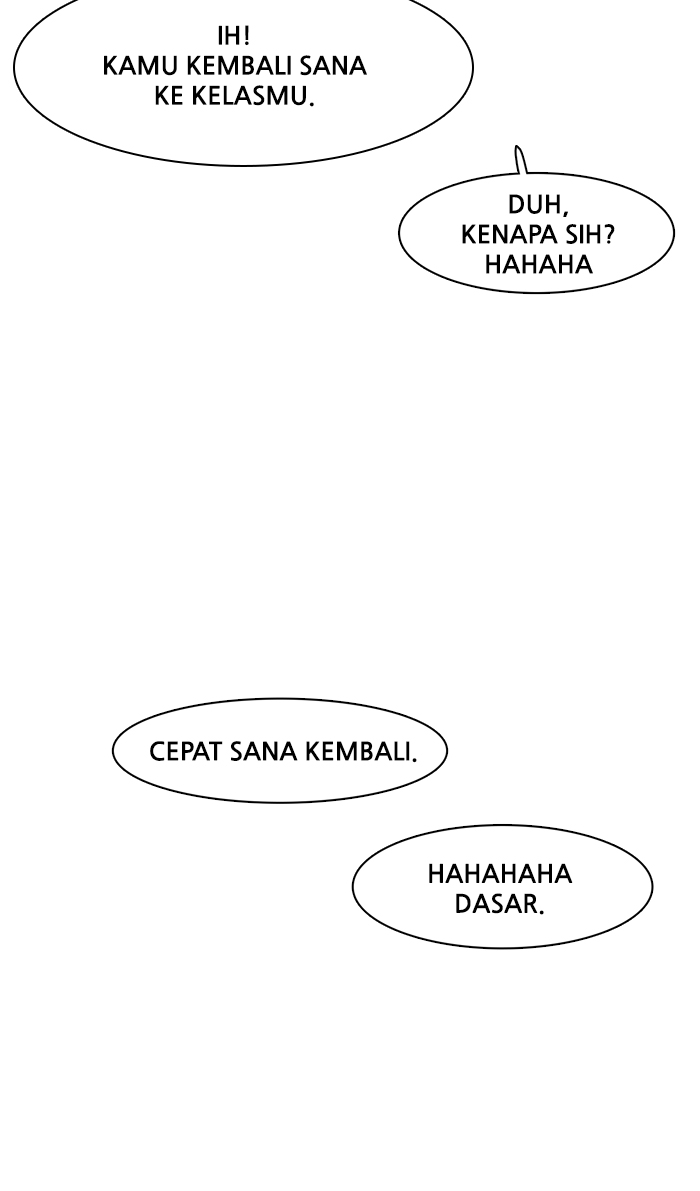 IH!
KAMU KEMBALI SANA
KE KELASMU.
DUH,
KENAPA SIH?
HAHAHA
CEPAT SANA KEMBALI.
HAHAHAHA
DASAR.